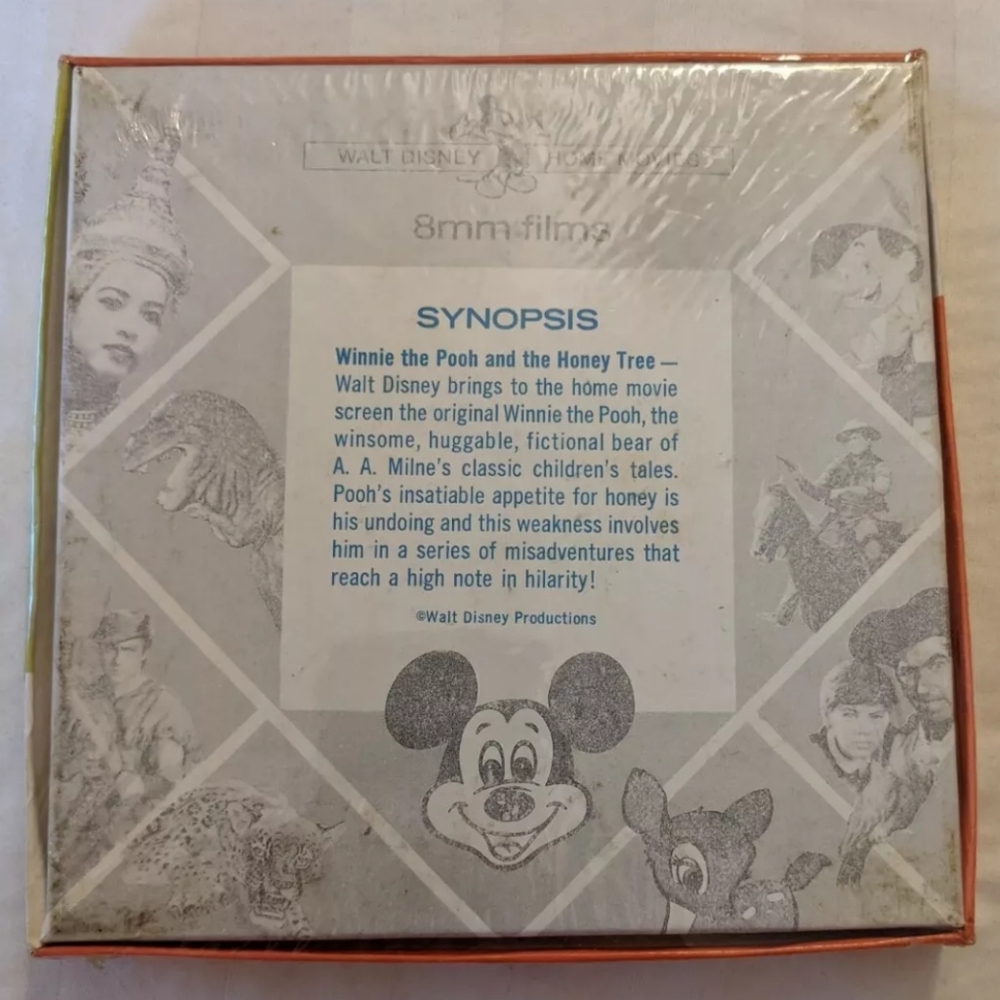 WALT DISNEY HOME MOVIES
8mm films
SYNOPSIS
Winnie the Pooh and the Honey Tree —
Walt Disney brings to the home movie
screen the original Winnie the Pooh, the
winsome, huggable, fictional bear of
A. A. Milne's classic children's tales.
Pooh's insatiable appetite for honey is
his undoing and this weakness involves
him in a series of misadventures that
reach a high note in hilarity!
©Walt Disney Productions